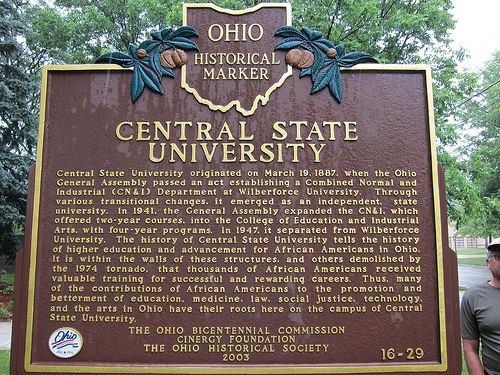 OHIO
HISTORICAL
MARKER
CENTRAL STATE
UNIVERSITY
Central State University originated on March 19, 1887, when the Ohio
General Assembly passed an act establishing a Combined Normal and
Industrial (CN&I) Department at Wilberforce University. Through
various transitional changes, it emerged as an independent, state
university. In 1941, the General Assembly expanded the CN&I, which
offered two-year courses, into the College of Education and Industrial
Arts, with four-year programs. In 1947, it separated from Wilberforce
University. The history of Central State University tells the history
of higher education and advancement for African Americans in Ohio.
It is within the walls of these structures, and others demolished by
the 1974 tornado, that thousands of African Americans received
valuable training for successful and rewarding careers. Thus, many
of the contributions of African Americans to the promotion and
betterment of education, medicine, law, social justice, technology,
and the arts in Ohio have their roots here on the campus of Central
State University.
THE OHIO BICENTENNIAL COMMISSION
CINERGY FOUNDATION
THE OHIO HISTORICAL SOCIETY
2003
16-29
Ohio